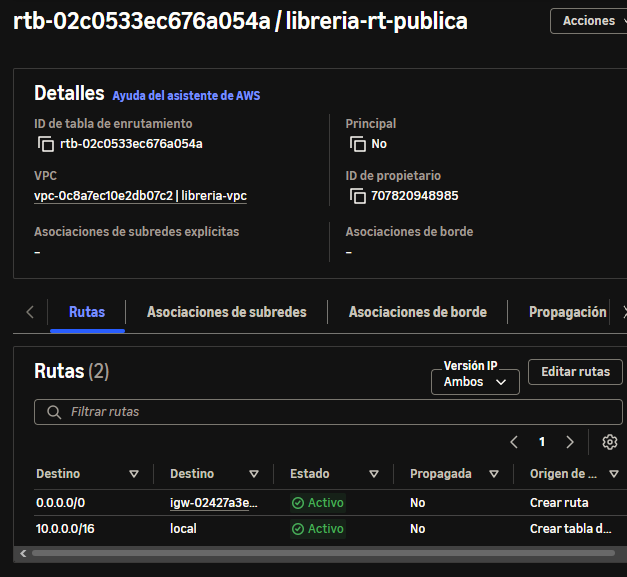 rtb-02c0533ec676a054a / libreria-rt-publica
Acciones
Detalles Ayuda del asistente de AWS
ID de tabla de enrutamiento
rtb-02c0533ec676a054a
Principal
No
VPC
vpc-0c8a7ec10e2db07c2 | libreria-vpc
ID de propietario
707820948985
Asociaciones de subredes explícitas
–
Asociaciones de borde
–
Rutas Asociaciones de subredes Asociaciones de borde Propagación
Rutas (2)
Versión IP
Ambos
Editar rutas
Filtrar rutas
1
Destino Destino Estado Propagada Origen de ...
0.0.0.0/0 igw-02427a3e... Activo No Crear ruta
10.0.0.0/16 local Activo No Crear tabla d...